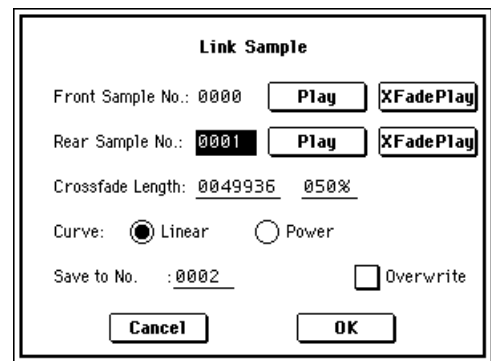 Link Sample
Front Sample No.: 0000 Play XFadePlay
Rear Sample No.: 0001 Play XFadePlay
Crossfade Length: 0049936 050%
Curve: Linear Power
Save to No. :0002 Overwrite
Cancel OK